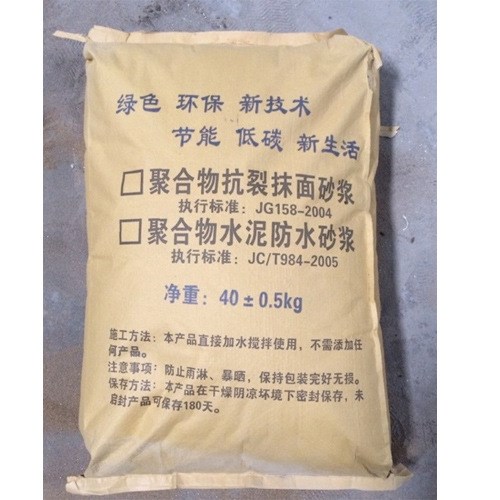 绿色 环保 新技术
节能 低碳 新生活
□聚合物抗裂抹面砂浆
执行标准：JG158-2004
□聚合物水泥防水砂浆
执行标准：JC/T984-2005
净重：40±0.5kg
施工方法：本产品直接加水搅拌使用，不需添加任
何产品。
注意事项：防止雨淋、暴晒，保持包装完好无损。
保存方法：本产品在干燥阴凉环境下密封保存，未
启封产品可保存180天。